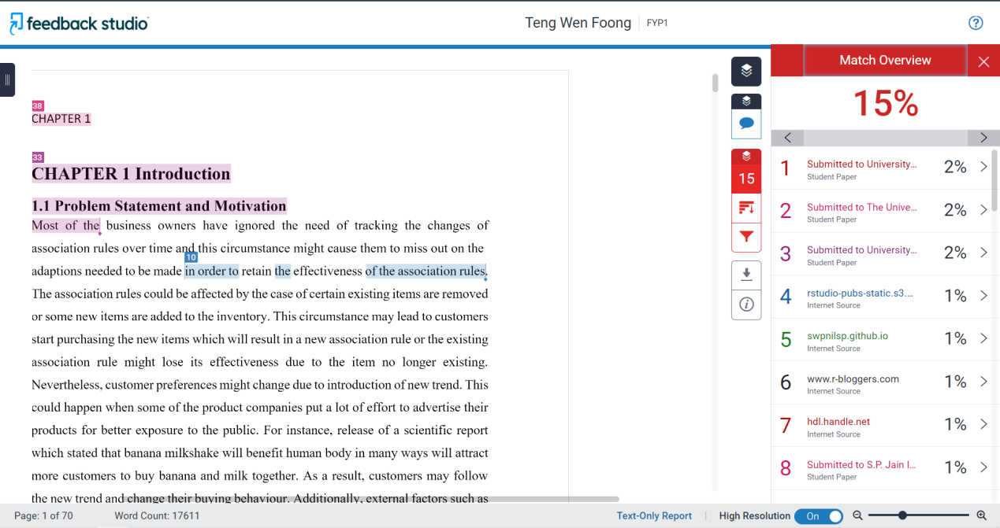 feedback studio
Teng Wen Foong FYP1
?
38
CHAPTER 1
33
CHAPTER 1 Introduction
1.1 Problem Statement and Motivation
Most of the business owners have ignored the need of tracking the changes of
association rules over time and this circumstance might cause them to miss out on the
10
adaptions needed to be made in order to retain the effectiveness of the association rules.
The association rules could be affected by the case of certain existing items are removed
or some new items are added to the inventory. This circumstance may lead to customers
start purchasing the new items which will result in a new association rule or the existing
association rule might lose its effectiveness due to the item no longer existing.
Nevertheless, customer preferences might change due to introduction of new trend. This
could happen when some of the product companies put a lot of effort to advertise their
products for better exposure to the public. For instance, release of a scientific report
which stated that banana milkshake will benefit human body in many ways will attract
more customers to buy banana and milk together. As a result, customers may follow
the new trend and change their buying behaviour. Additionally, external factors such as
15
Match Overview
15%
1 Submitted to University... 2%
Student Paper
2 Submitted to The Unive... 2%
Student Paper
3 Submitted to University... 2%
Student Paper
4 rstudio-pubs-static.s3.... 1%
Internet Source
5 swpnilsp.github.io 1%
Internet Source
6 www.r-bloggers.com 1%
Internet Source
7 hdl.handle.net 1%
Internet Source
8 Submitted to S.P. Jain I... 1%
Student Paper
Page: 1 of 70 Word Count: 17611 Text-Only Report | High Resolution On